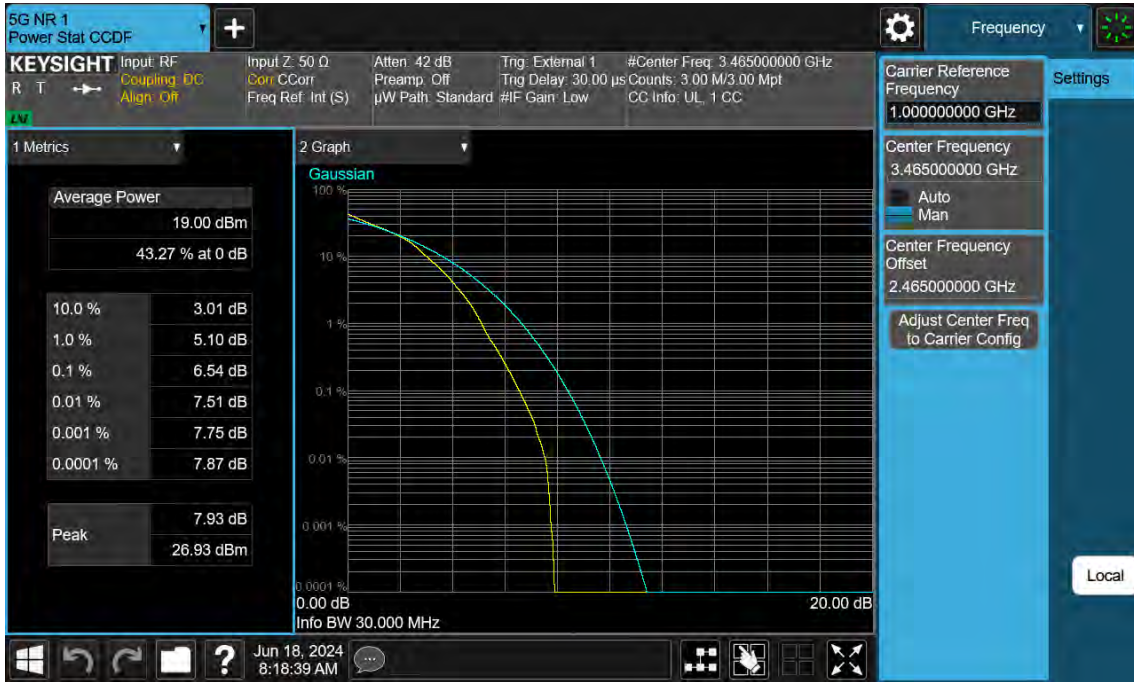 5G NR 1
Power Stat CCDF
Frequency
KEYSIGHT
R T
LNI
Input: RF
Coupling: DC
Align: Off
Input Z: 50 Ω
Corr CCorr
Freq Ref: Int (S)
Atten: 42 dB
Preamp: Off
µW Path: Standard
Trig: External 1
Trig Delay: 30.00 µs
#IF Gain: Low
#Center Freq: 3.465000000 GHz
Counts: 3.00 M/3.00 Mpt
CC Info: UL, 1 CC
1 Metrics
Average Power
19.00 dBm
43.27 % at 0 dB
10.0 % 3.01 dB
1.0 % 5.10 dB
0.1 % 6.54 dB
0.01 % 7.51 dB
0.001 % 7.75 dB
0.0001 % 7.87 dB
Peak
7.93 dB
26.93 dBm
2 Graph
Gaussian
100 %
10 %
1 %
0.1 %
0.01 %
0.001 %
0.0001 %
0.00 dB 20.00 dB
Info BW 30.000 MHz
Carrier Reference
Frequency
1.000000000 GHz
Center Frequency
3.465000000 GHz
Auto
Man
Center Frequency
Offset
2.465000000 GHz
Adjust Center Freq
to Carrier Config
Settings
Local
?
Jun 18, 2024
8:18:39 AM